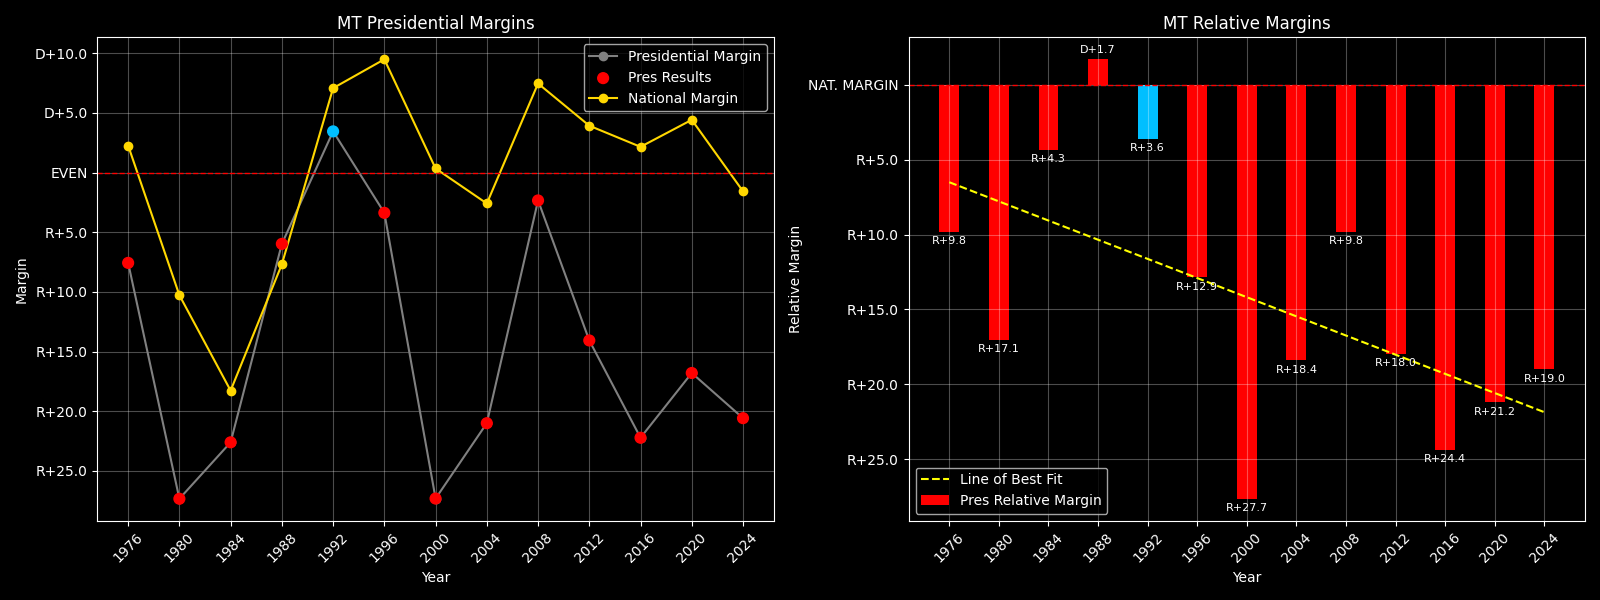 MT Presidential Margins
D+10.0
D+5.0
EVEN
R+5.0
R+10.0
R+15.0
R+20.0
R+25.0
Margin
Presidential Margin
Pres Results
National Margin
1976
1980
1984
1988
1992
1996
2000
2004
2008
2012
2016
2020
2024
Year
MT Relative Margins
NAT. MARGIN
R+5.0
R+10.0
R+15.0
R+20.0
R+25.0
Relative Margin
R+9.8
R+17.1
R+4.3
D+1.7
R+3.6
R+12.9
R+27.7
R+18.4
R+9.8
R+18.0
R+24.4
R+21.2
R+19.0
Line of Best Fit
Pres Relative Margin
1976
1980
1984
1988
1992
1996
2000
2004
2008
2012
2016
2020
2024
Year